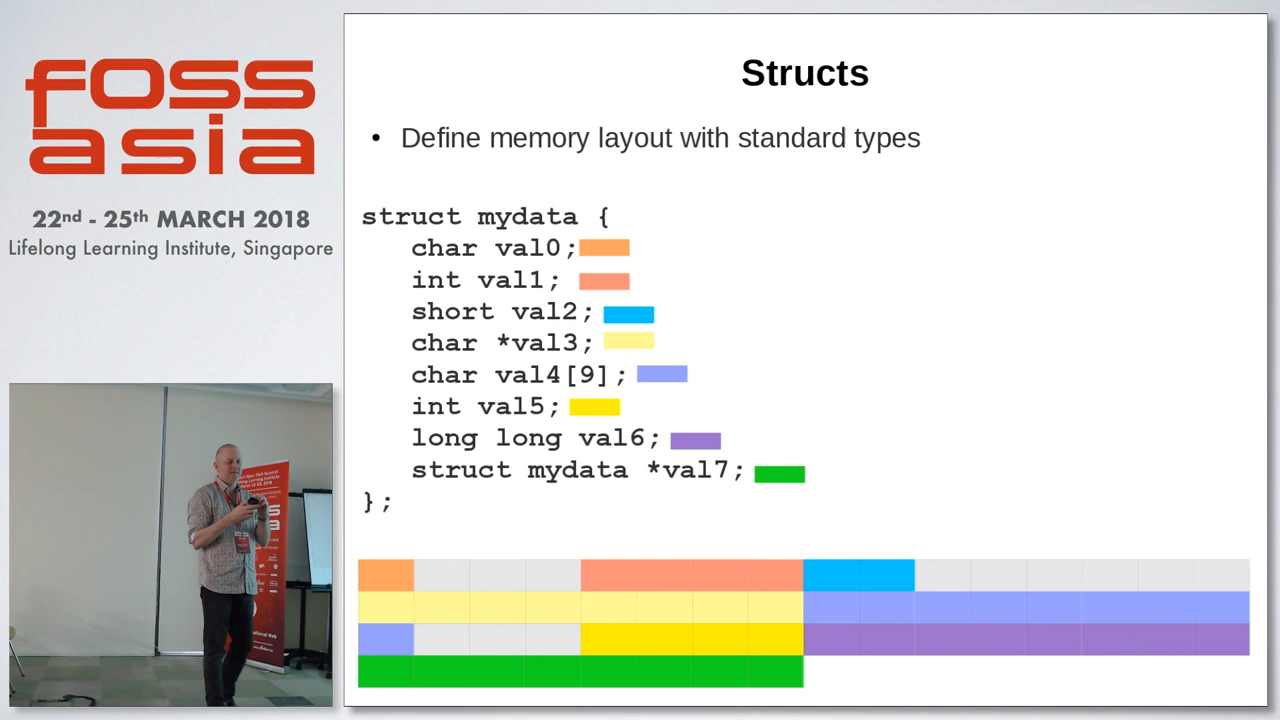 foss
asia
22nd - 25th MARCH 2018
Lifelong Learning Institute, Singapore
Structs
• Define memory layout with standard types
struct mydata {
char val0;
int val1;
short val2;
char *val3;
char val4[9];
int val5;
long long val6;
struct mydata *val7;
};